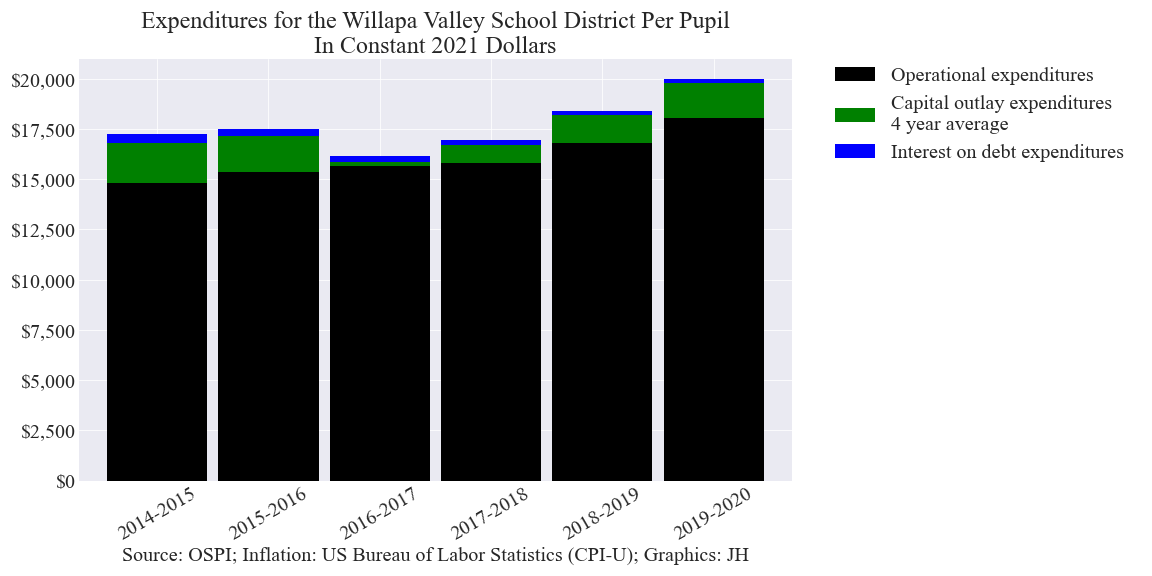 Expenditures for the Willapa Valley School District Per Pupil
In Constant 2021 Dollars
$20,000
$17,500
$15,000
$12,500
$10,000
$7,500
$5,000
$2,500
$0
2014-2015
2015-2016
2016-2017
2017-2018
2018-2019
2019-2020
Source: OSPI; Inflation: US Bureau of Labor Statistics (CPI-U); Graphics: JH
Operational expenditures
Capital outlay expenditures
4 year average
Interest on debt expenditures